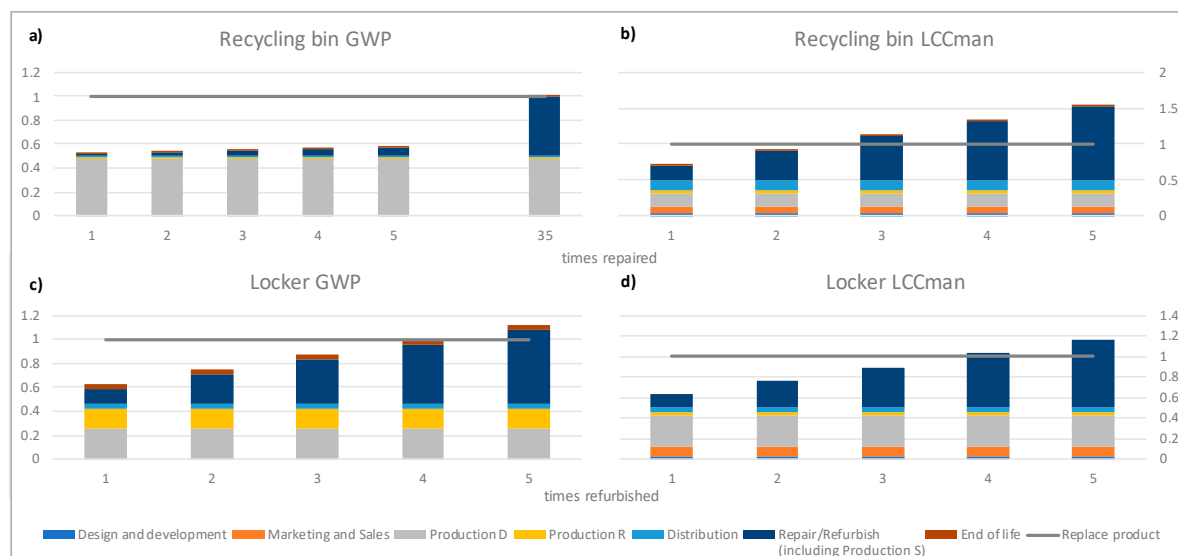 a)
Recycling bin GWP
1.2
1
0.8
0.6
0.4
0.2
0
1 2 3 4 5 35
b)
Recycling bin LCCman
2
1.5
1
0.5
0
1 2 3 4 5
times repaired
c)
Locker GWP
1.2
1
0.8
0.6
0.4
0.2
0
1 2 3 4 5
d)
Locker LCCman
1.4
1.2
1
0.8
0.6
0.4
0.2
0
1 2 3 4 5
times refurbished
Design and development Marketing and Sales Production D Production R Distribution Repair/Refurbish End of life Replace product
(including Production S)